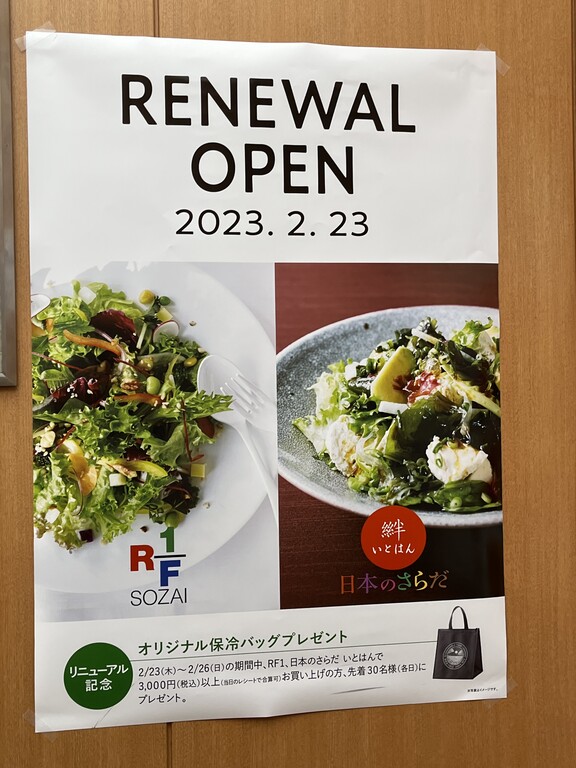 RENEWAL
OPEN
2023. 2. 23
R1F
SOZAI
絆
いとはん
日本のさらだ
リニューアル
記念
オリジナル保冷バッグプレゼント
2/23(木)～2/26(日)の期間中、RF1、日本のさらだ いとはんで
3,000円(税込)以上(当日のレシートで合算可)お買い上げの方、先着30名様(各日)に
プレゼント。